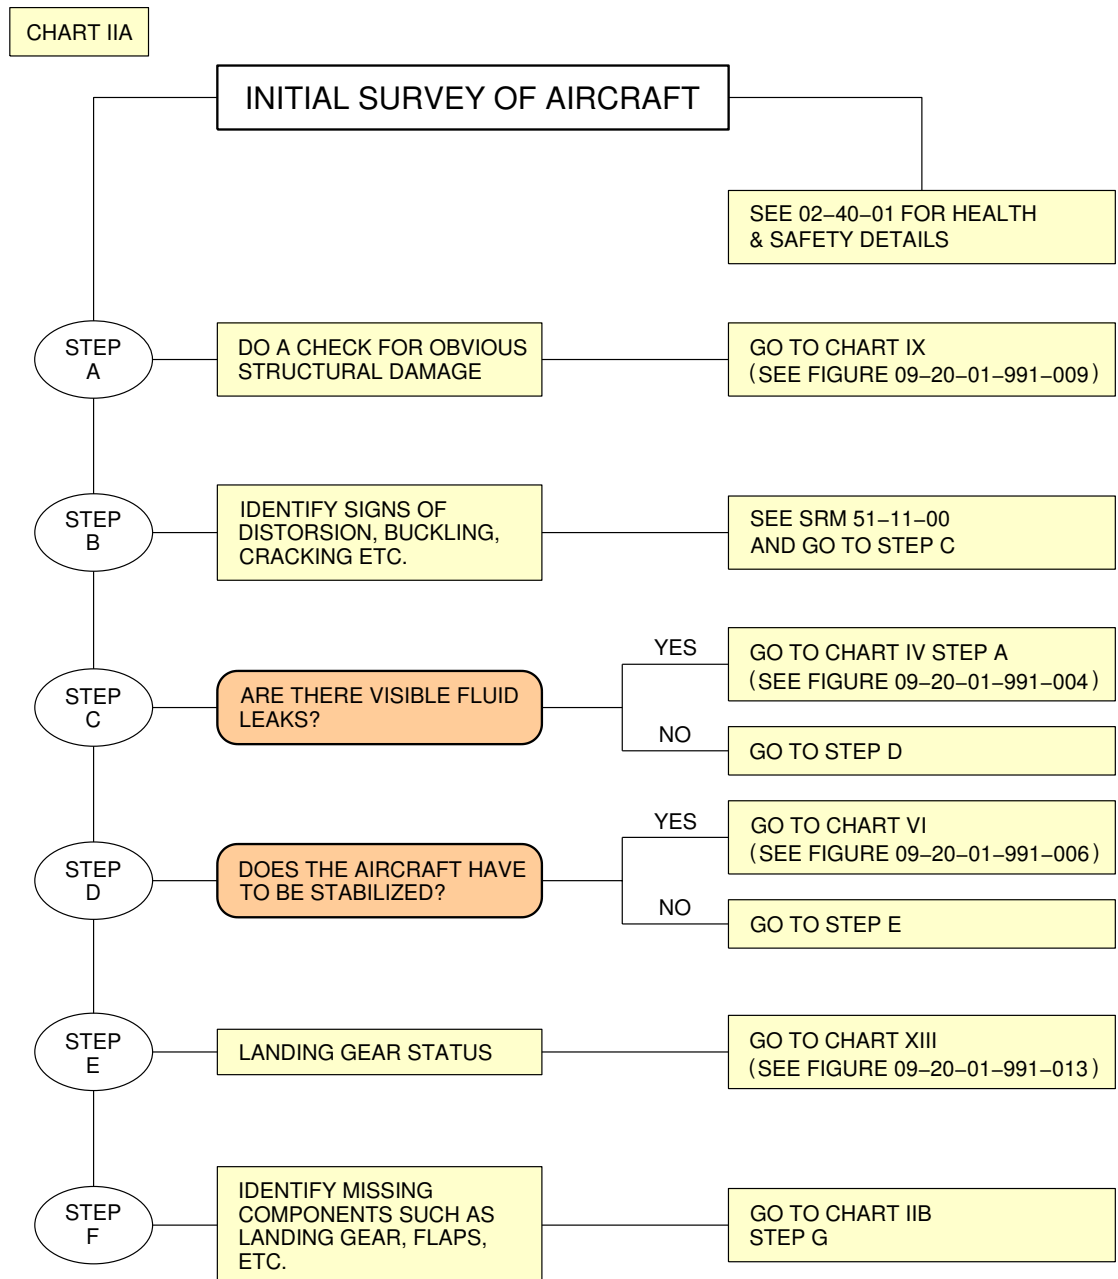 CHART IIA
INITIAL SURVEY OF AIRCRAFT
SEE 02−40−01 FOR HEALTH
& SAFETY DETAILS
STEP
A
DO A CHECK FOR OBVIOUS
STRUCTURAL DAMAGE
GO TO CHART IX
(SEE FIGURE 09−20−01−991−009)
STEP
B
IDENTIFY SIGNS OF
DISTORSION, BUCKLING,
CRACKING ETC.
SEE SRM 51−11−00
AND GO TO STEP C
STEP
C
ARE THERE VISIBLE FLUID
LEAKS?
YES
GO TO CHART IV STEP A
(SEE FIGURE 09−20−01−991−004)
NO
GO TO STEP D
STEP
D
DOES THE AIRCRAFT HAVE
TO BE STABILIZED?
YES
GO TO CHART VI
(SEE FIGURE 09−20−01−991−006)
NO
GO TO STEP E
STEP
E
LANDING GEAR STATUS
GO TO CHART XIII
(SEE FIGURE 09−20−01−991−013)
STEP
F
IDENTIFY MISSING
COMPONENTS SUCH AS
LANDING GEAR, FLAPS,
ETC.
GO TO CHART IIB
STEP G